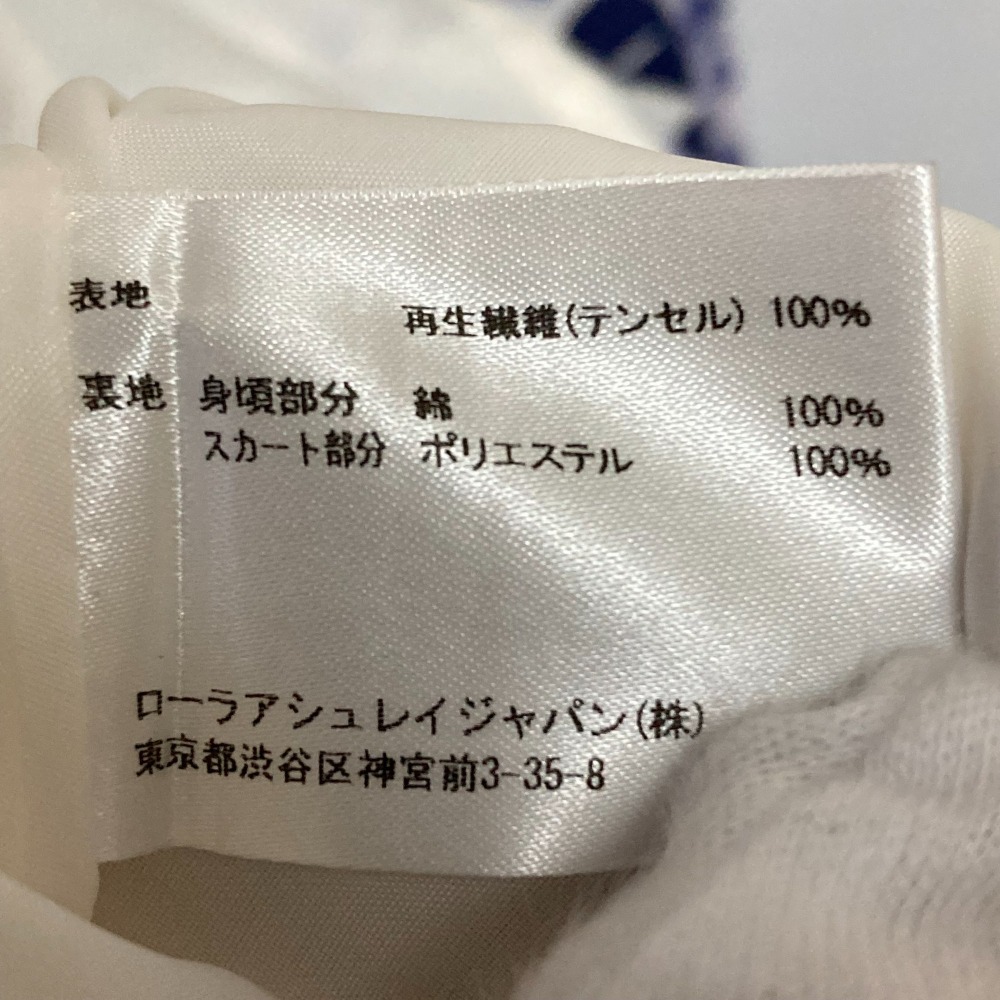 表地
再生繊維(テンセル) 100%
裏地 身頃部分 綿 100%
スカート部分 ポリエステル 100%
ローラアシュレイジャパン(株)
東京都渋谷区神宮前3-35-8